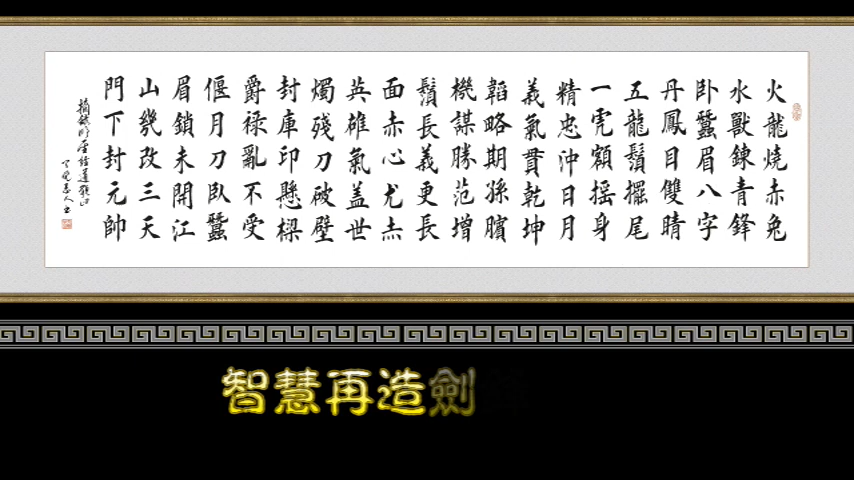 火龍燒赤兔
水獸鍊青鋒
卧蠶眉八字
丹鳳目雙睛
五龍鬚擺尾
一虎額搖身
精忠沖日月
義氣貫乾坤
韜略期孫臏
機謀勝范增
鬚長義更長
面赤心尤赤
英雄氣盖世
燭殘刀破壁
封庫印懸樑
爵祿亂不受
偃月刀臥蠶
眉鎖未開江
山幾改三天
門下封元帥
智慧再造劍